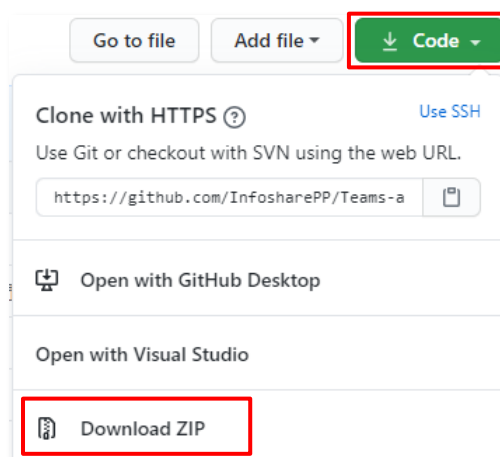 Go to file Add file Code
Clone with HTTPS Use SSH
Use Git or checkout with SVN using the web URL.
https://github.com/InfosharePP/Teams-a
Open with GitHub Desktop
Open with Visual Studio
Download ZIP